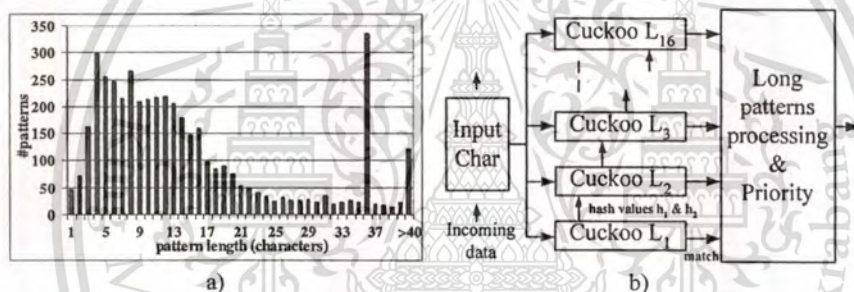 350
300
250
200
150
100
50
0
#patterns
1 5 9 13 17 21 25 29 33 37 >40
pattern length (characters)
a)
Input
Char
Incoming
data
Cuckoo L16
Cuckoo L3
Cuckoo L2
hash values h1 & h2
Cuckoo L1
match
Long
patterns
processing
&
Priority
b)